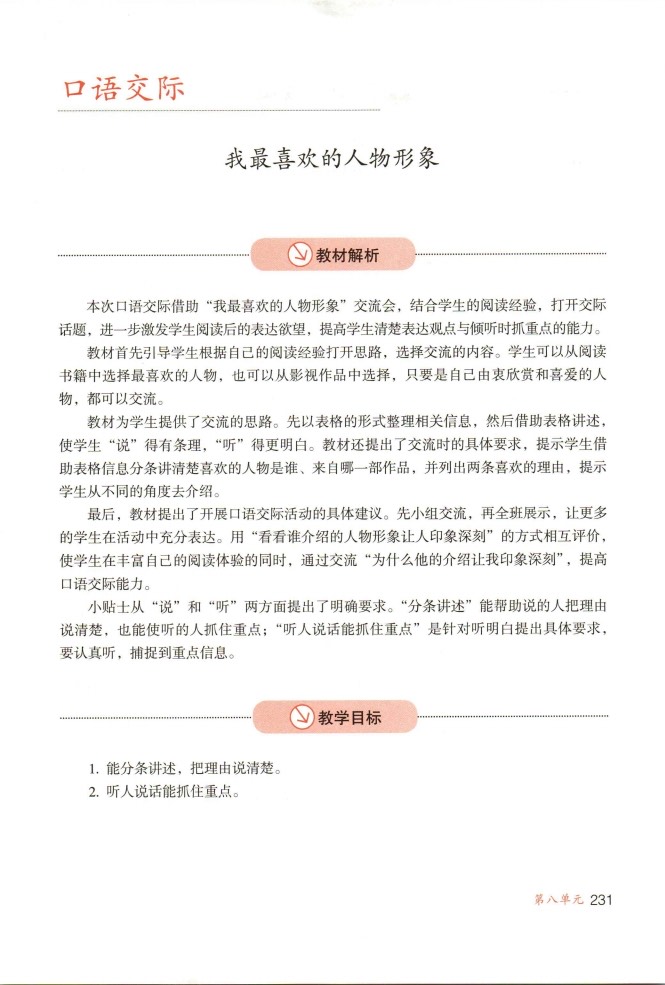 口语交际
我最喜欢的人物形象
教材解析
本次口语交际借助“我最喜欢的人物形象”交流会，结合学生的阅读经验，打开交际
话题，进一步激发学生阅读后的表达欲望，提高学生清楚表达观点与倾听时抓重点的能力。
教材首先引导学生根据自己的阅读经验打开思路，选择交流的内容。学生可以从阅读
书籍中选择最喜欢的人物，也可以从影视作品中选择，只要是自己由衷欣赏和喜爱的人
物，都可以交流。
教材为学生提供了交流的思路。先以表格的形式整理相关信息，然后借助表格讲述，
使学生“说”得有条理，“听”得更明白。教材还提出了交流时的具体要求，提示学生借
助表格信息分条讲清楚喜欢的人物是谁、来自哪一部作品，并列出两条喜欢的理由，提示
学生从不同的角度去介绍。
最后，教材提出了开展口语交际活动的具体建议。先小组交流，再全班展示，让更多
的学生在活动中充分表达。用“看看谁介绍的人物形象让人印象深刻”的方式相互评价，
使学生在丰富自己的阅读体验的同时，通过交流“为什么他的介绍让我印象深刻”，提高
口语交际能力。
小贴士从“说”和“听”两方面提出了明确要求。“分条讲述”能帮助说的人把理由
说清楚，也能使听的人抓住重点；“听人说话能抓住重点”是针对听明白提出具体要求，
要认真听，捕捉到重点信息。
教学目标
1. 能分条讲述，把理由说清楚。
2. 听人说话能抓住重点。
第八单元 231